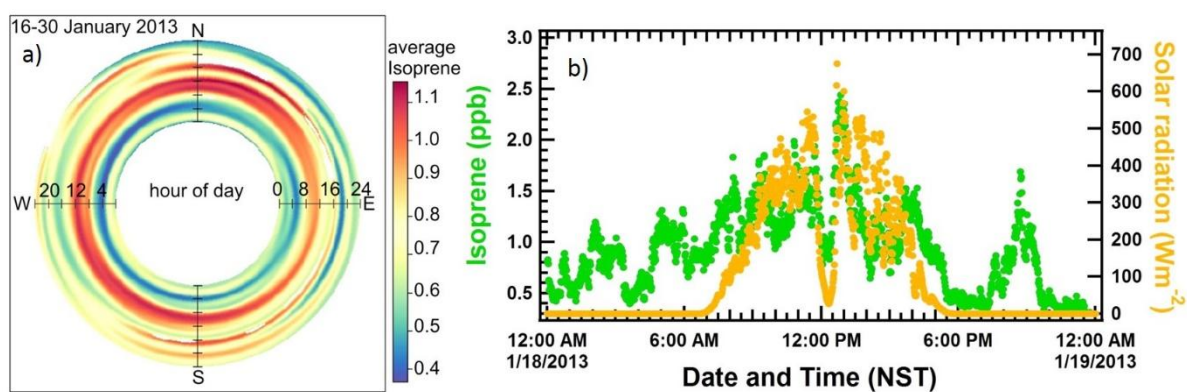 16-30 January 2013
a)
N
average
Isoprene
1.1
1.0
0.9
0.8
0.7
0.6
0.5
0.4
W 20 12 4 hour of day 0 8 16 24 E
S
b)
Isoprene (ppb)
3.0
2.5
2.0
1.5
1.0
0.5
Solar radiation (Wm-2)
700
600
500
400
300
200
100
0
12:00 AM 6:00 AM 12:00 PM 6:00 PM 12:00 AM
1/18/2013 1/19/2013
Date and Time (NST)